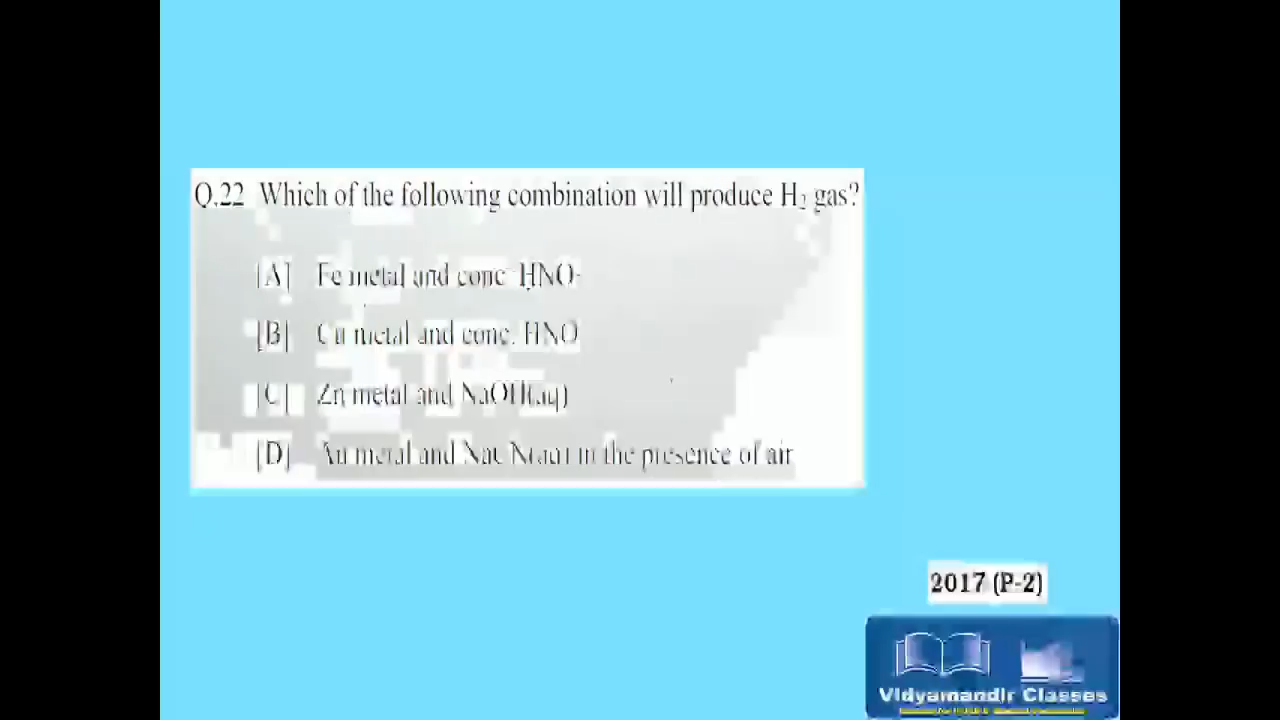 Q.22 Which of the following combination will produce H₂ gas?
[A] Fe metal and conc HNO
[B] Cu metal and conc. HNO
[C] Zn metal and NaOH(aq)
[D] Au metal and in the presence of air
2017 (P-2)
Vidyamandir Classes